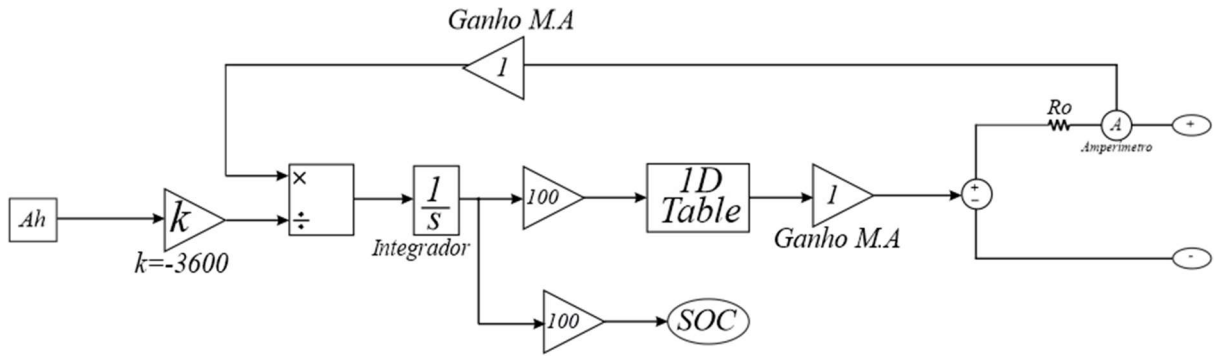 Ganho M.A
1
Ro
A
+
Amperímetro
×
÷
1
s
Integrador
100
1D
Table
1
Ganho M.A
+
−
Ah
k
k=-3600
-
100
SOC